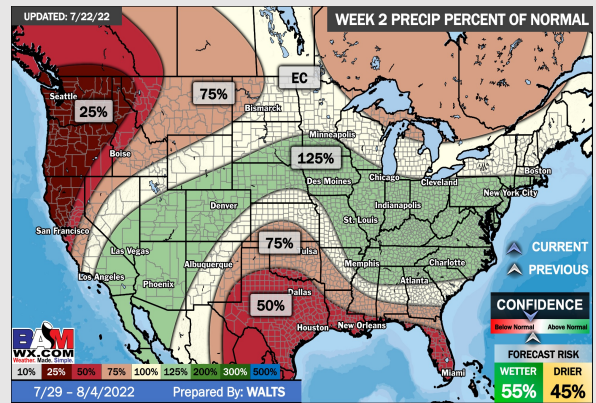 UPDATED: 7/22/22
WEEK 2 PRECIP PERCENT OF NORMAL
EC
Seattle
75%
25%
Bismarck
Minneapolis
Boise
125%
Boston
Des Moines
Chicago
Cleveland
New York City
Denver
Indianapolis
St. Louis
San Francisco
75%
CURRENT
Las Vegas
Tulsa
Memphis
Charlotte
Albuquerque
PREVIOUS
Los Angeles
Phoenix
Atlanta
Dallas
50%
CONFIDENCE
Houston
New Orleans
Below Normal
Above Normal
BAM
WX.COM
Weather. Made. Simple.
FORECAST RISK
10% 25% 50% 75% 100% 125% 200% 300% 500%
Miami
WETTER
DRIER
7/29 - 8/4/2022
Prepared By: WALTS
55%
45%